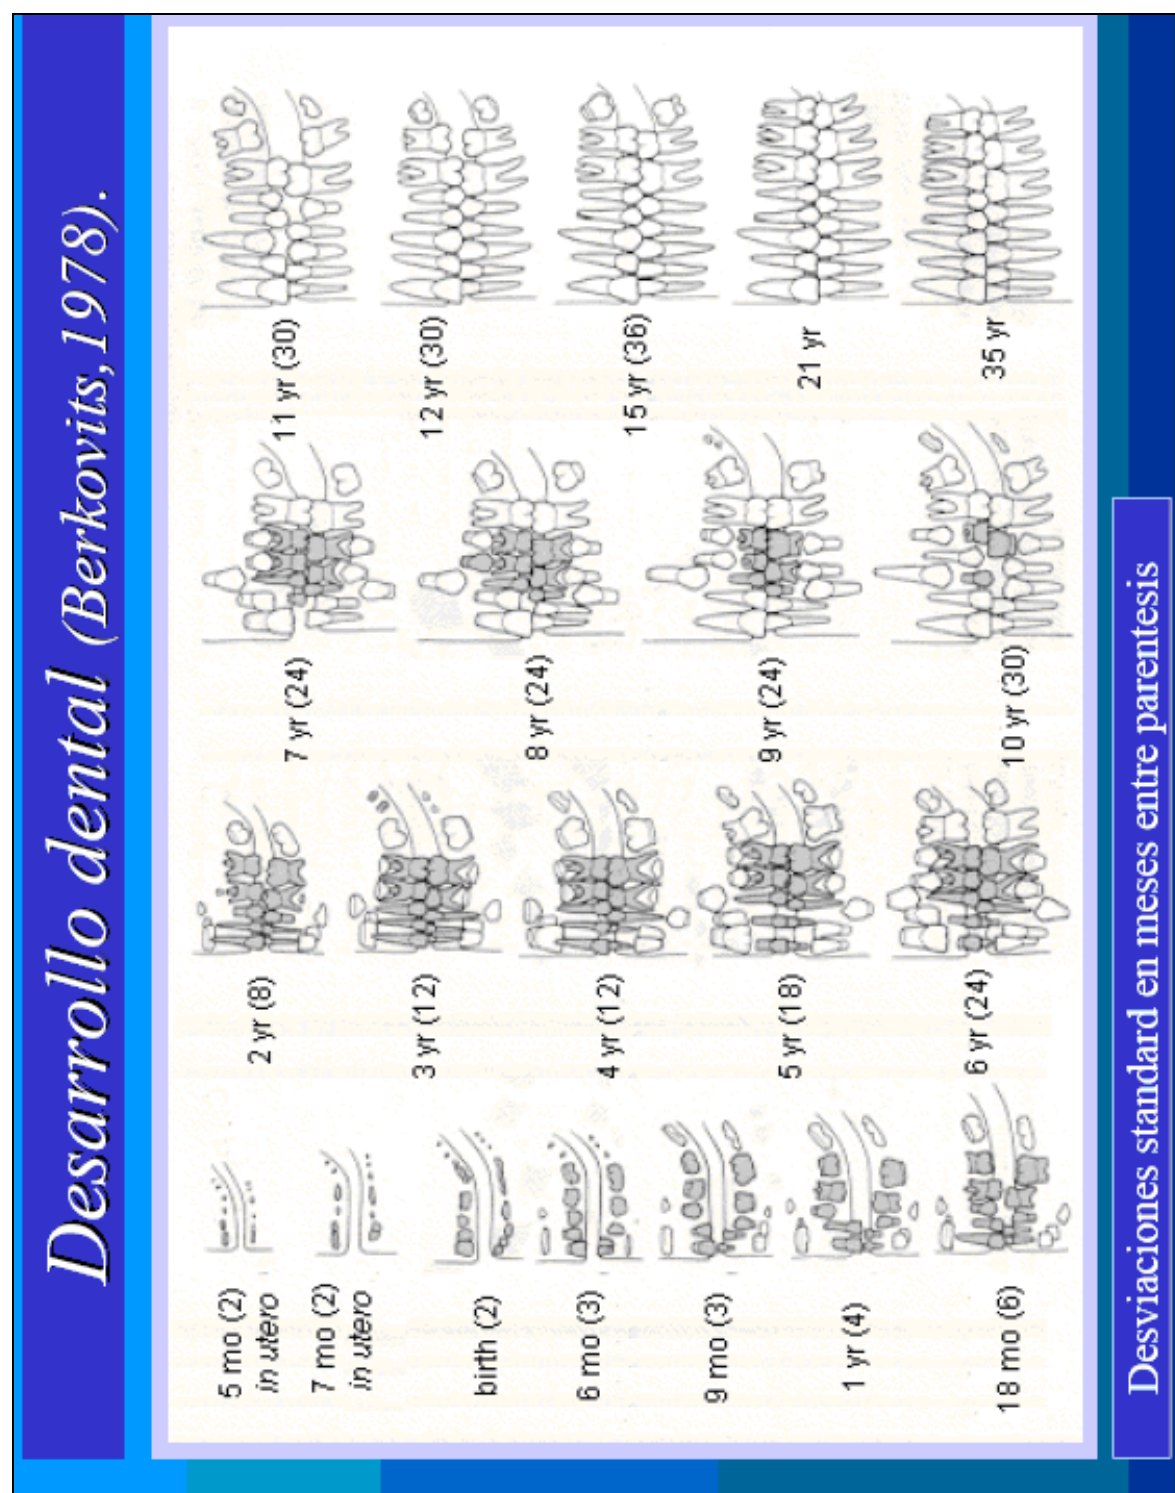 Desarrollo dental (Berkovits,1978).
5 mo (2)
in utero
7 mo (2)
in utero
birth (2)
6 mo (3)
9 mo (3)
1 yr (4)
18 mo (6)
2 yr (8)
3 yr (12)
4 yr (12)
5 yr (18)
6 yr (24)
7 yr (24)
8 yr (24)
9 yr (24)
10 yr (30)
11 yr (30)
12 yr (30)
15 yr (36)
21 yr
35 yr
Desviaciones standard en meses entre parentesis